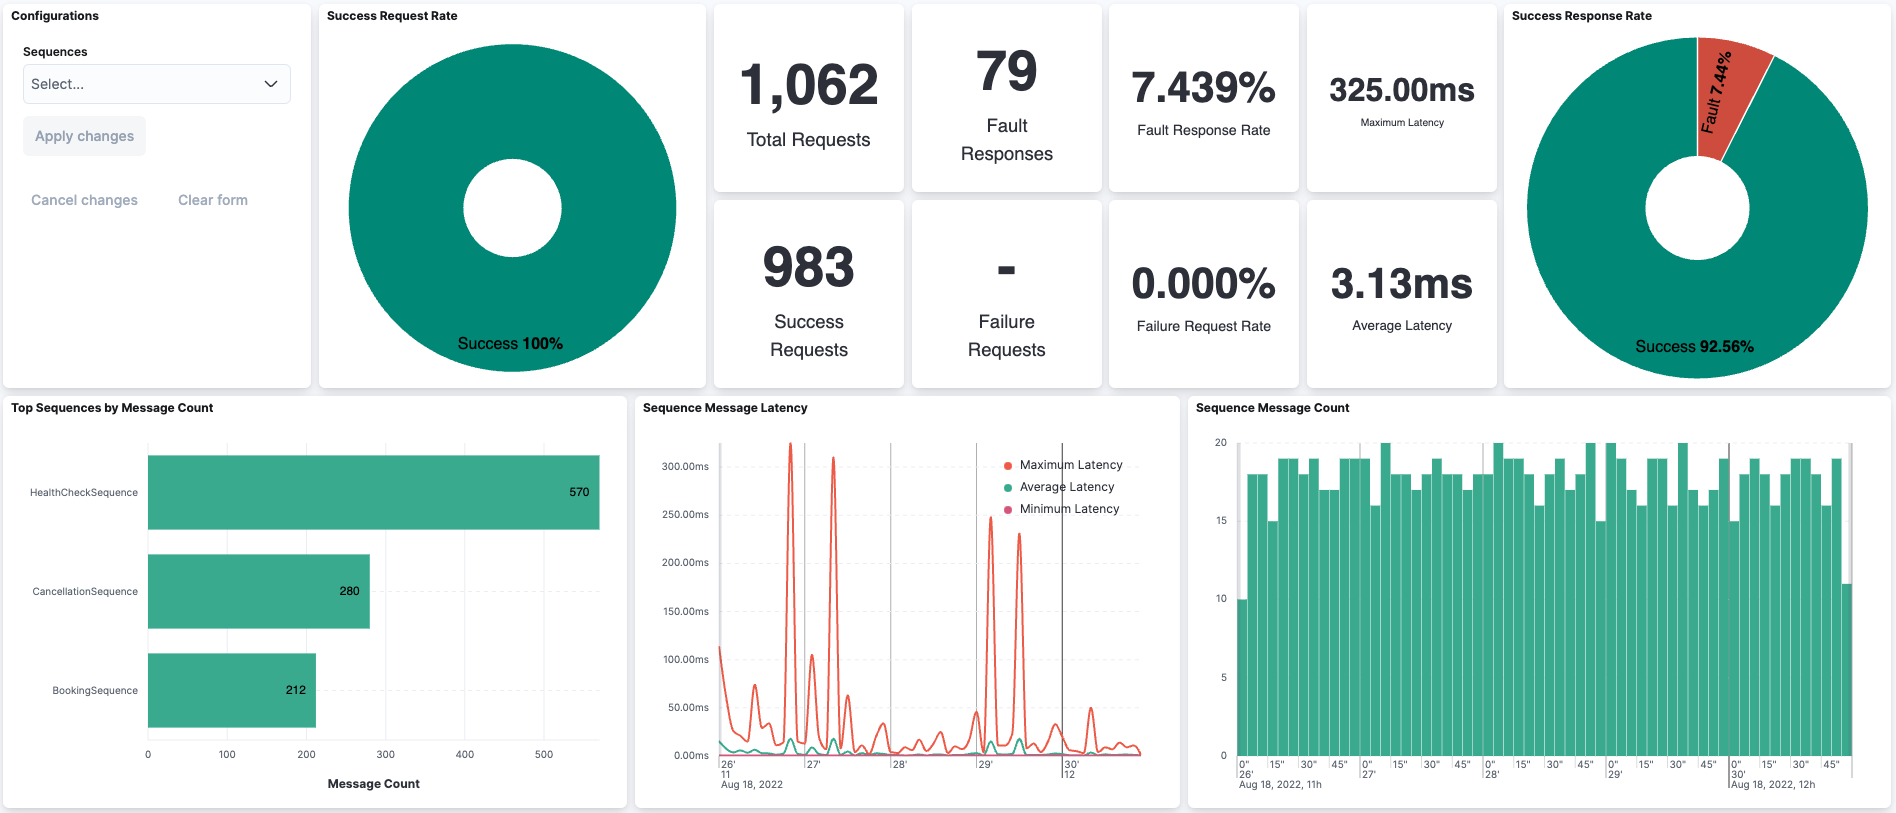 Configurations
Sequences
Select...
Apply changes
Cancel changes
Clear form
Success Request Rate
Success 100%
1,062
Total Requests
79
Fault
Responses
7.439%
Fault Response Rate
325.00ms
Maximum Latency
983
Success
Requests
-
Failure
Requests
0.000%
Failure Request Rate
3.13ms
Average Latency
Success Response Rate
Fault 7.44%
Success 92.56%
Top Sequences by Message Count
HealthCheckSequence
570
CancellationSequence
280
BookingSequence
212
0 100 200 300 400 500
Message Count
Sequence Message Latency
Maximum Latency
Average Latency
Minimum Latency
300.00ms
250.00ms
200.00ms
150.00ms
100.00ms
50.00ms
0.00ms
26' 27' 28' 29' 30'
11 12
Aug 18, 2022
Sequence Message Count
20
15
10
5
0
0" 15" 30" 45" 0" 15" 30" 45" 0" 15" 30" 45" 0" 15" 30" 45" 0" 15" 30" 45"
26' 27' 28' 29' 30'
Aug 18, 2022, 11h Aug 18, 2022, 12h